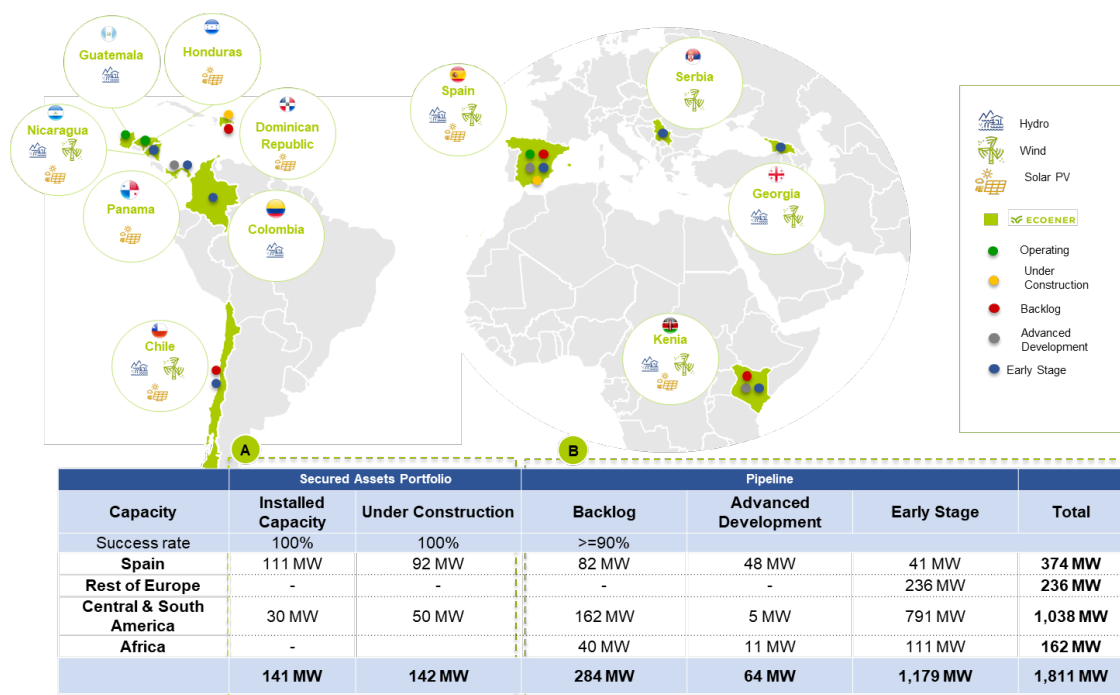 Guatemala
Honduras
Nicaragua
Dominican
Republic
Panama
Colombia
Chile
Spain
Serbia
Georgia
Kenia
Hydro
Wind
Solar PV
ECOENER
Operating
Under
Construction
Backlog
Advanced
Development
Early Stage
A
B
Secured Assets Portfolio Pipeline
Capacity Installed Capacity Under Construction Backlog Advanced Development Early Stage Total
Success rate 100% 100% >=90%
Spain 111 MW 92 MW 82 MW 48 MW 41 MW 374 MW
Rest of Europe - - - - 236 MW 236 MW
Central & South America 30 MW 50 MW 162 MW 5 MW 791 MW 1,038 MW
Africa - 40 MW 11 MW 111 MW 162 MW
141 MW 142 MW 284 MW 64 MW 1,179 MW 1,811 MW